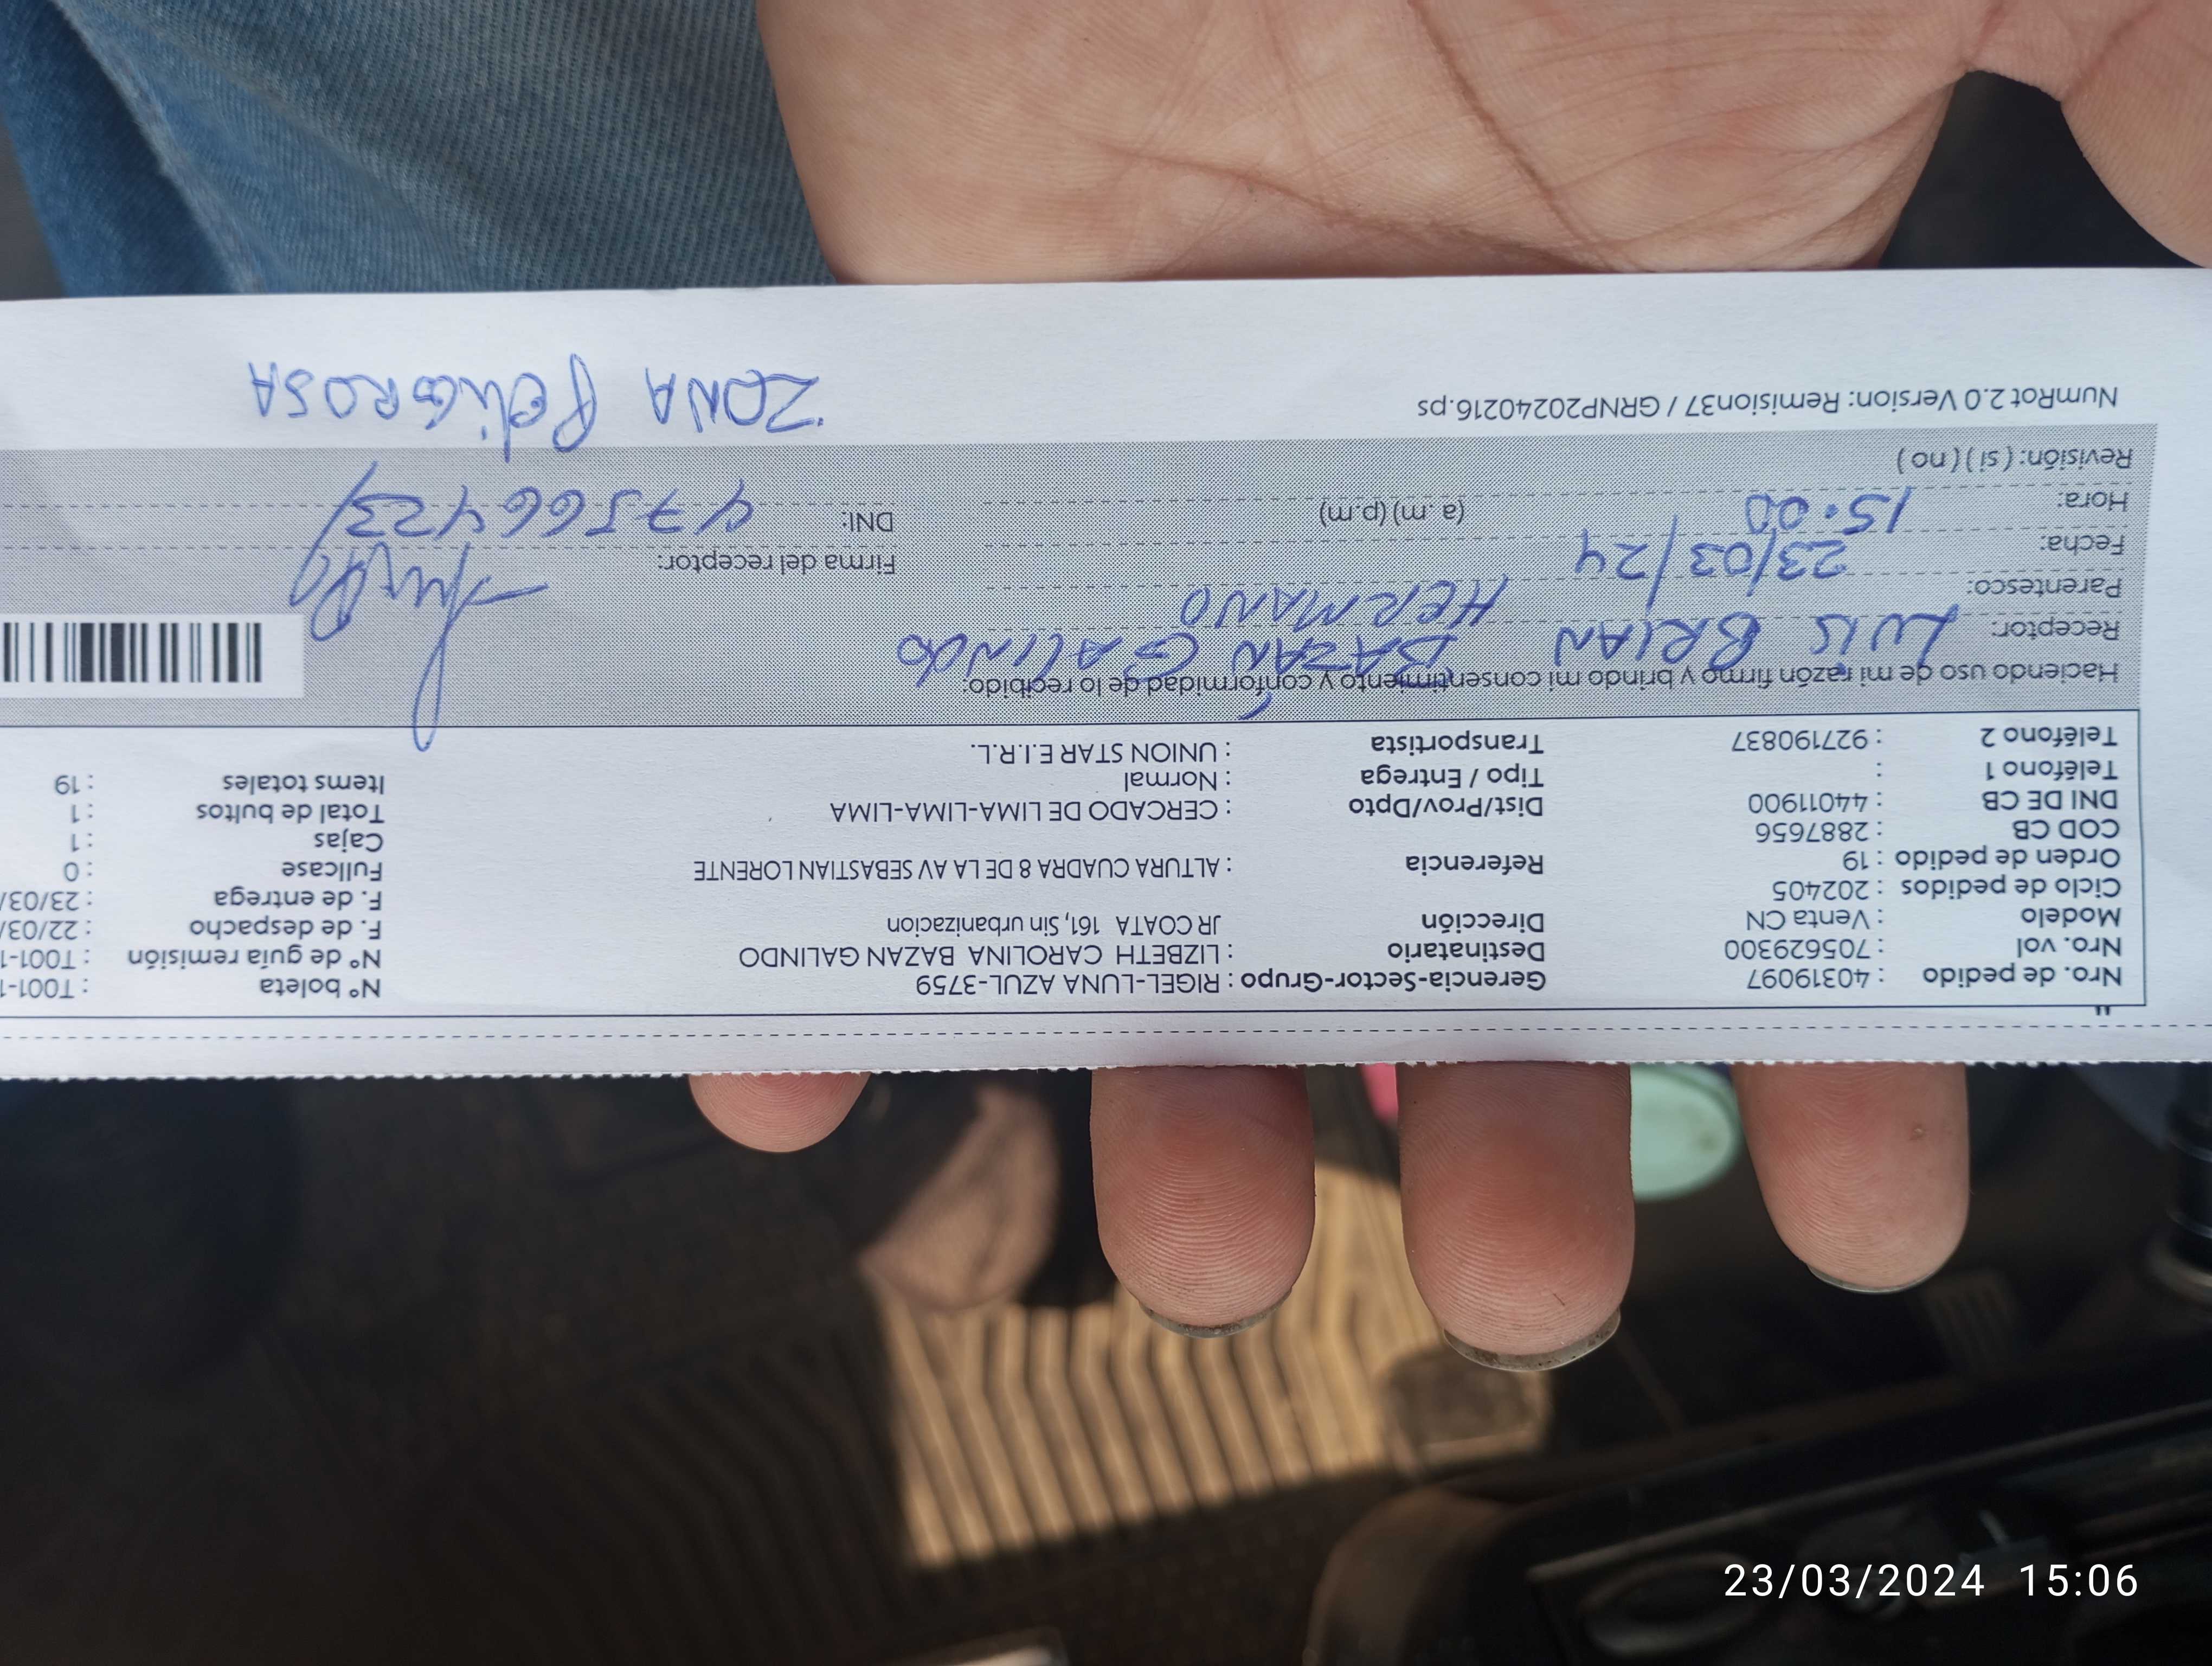 Nro. de pedido : 40319097 Gerencia-Sector-Grupo : RIGEL-LUNA AZUL-3759 N° boleta : T001-1
Nro. vol : 705629300 Destinatario : LIZBETH CAROLINA BAZAN GALINDO N° de guía remisión : T001-1
Modelo : Venta CN Dirección JR COATA 161, Sin urbanizacion F. de despacho : 22/03/
Ciclo de pedidos : 202405 F. de entrega : 23/03/
Orden de pedido : 19 Referencia : ALTURA CUADRA 8 DE LA AV SEBASTIAN LORENTE Fullcase : 0
COD CB : 2887656 Cajas : 1
DNI DE CB : 44011900 Dist/Prov/Dpto : CERCADO DE LIMA-LIMA-LIMA Total de bultos : 1
Teléfono 1 : Tipo / Entrega : Normal Items totales : 19
Teléfono 2 : 927190837 Transportista : UNION STAR E.I.R.L.
Haciendo uso de mi razón firmo y brindo mi consentimiento y conformidad de lo recibido:
Receptor: LUIS BRIAN BAZAN GALINDO
Parentesco: HERMANO
Fecha: 23/03/24 Firma del receptor:
Hora: 15:00 (a.m) (p.m) DNI: 47566423
Revisión: ( si ) ( no )
NumRot 2.0 Version: Remision37 / GRNP20240216.ps
ZONA PeLiGROSA
23/03/2024 15:06